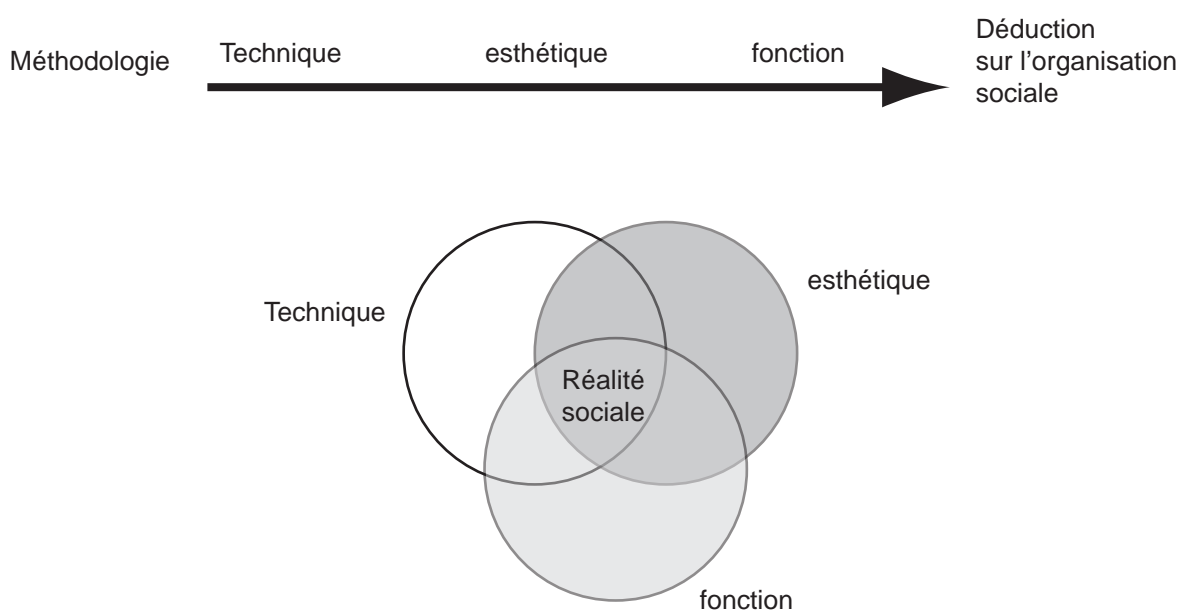 Méthodologie
Technique
esthétique
fonction
Déduction
sur l'organisation
sociale
esthétique
Technique
Réalité
sociale
fonction